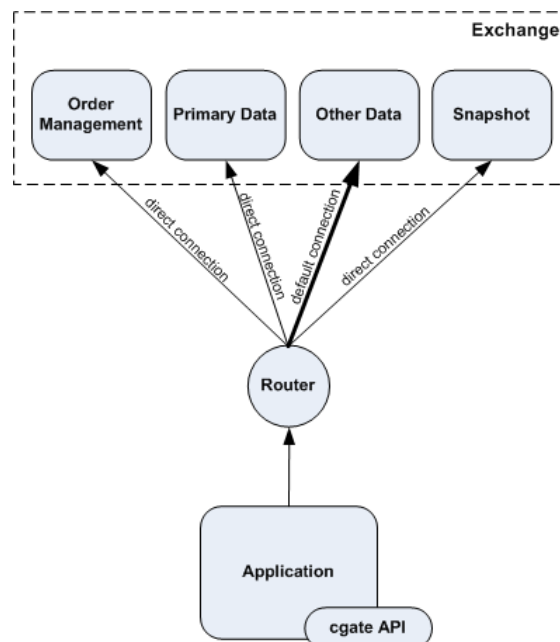 Exchange
Order
Management
Primary Data
Other Data
Snapshot
direct connection
direct connection
default connection
direct connection
Router
Application
cgate API